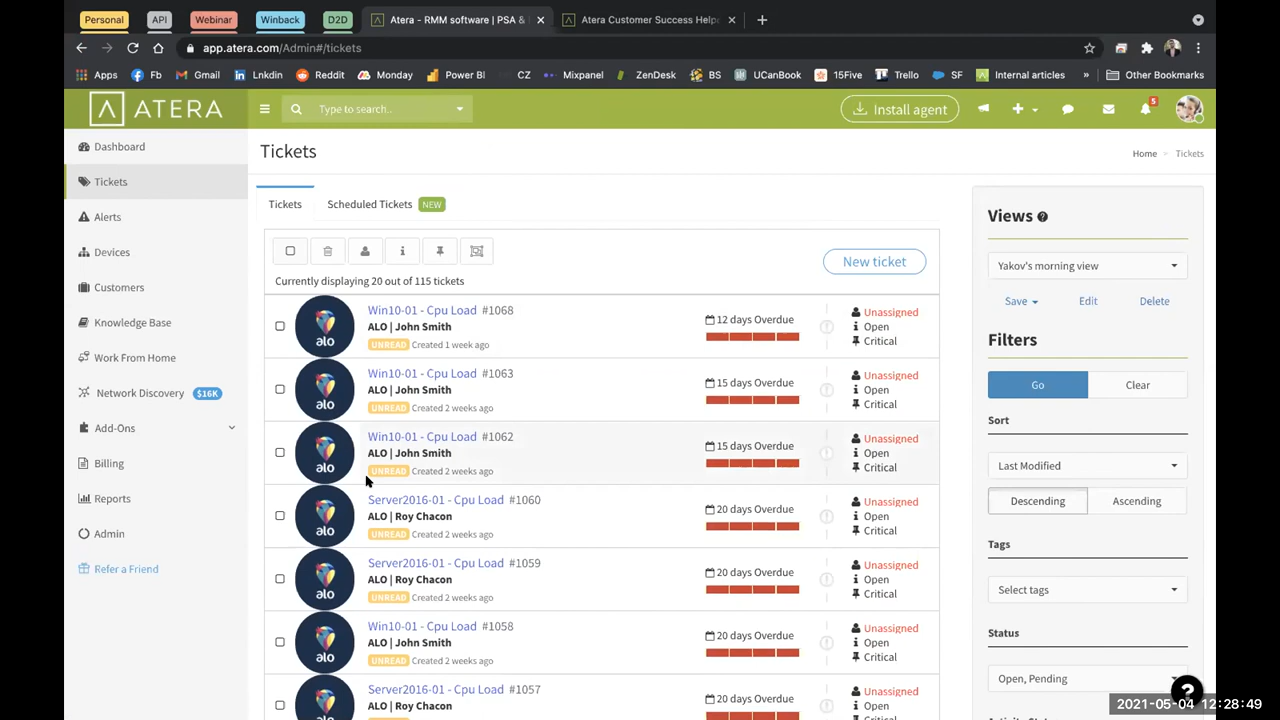 Personal API Webinar Winback D2D Atera - RMM software | PSA & Atera Customer Success Helpe
app.atera.com/Admin#/tickets
Apps Fb Gmail Lnkdin Reddit Monday Power BI CZ Mixpanel ZenDesk BS UCanBook 15Five Trello SF Internal articles » Other Bookmarks
ATERA Type to search.. Install agent 5
Dashboard
Tickets
Alerts
Devices
Customers
Knowledge Base
Work From Home
Network Discovery $16K
Add-Ons
Billing
Reports
Admin
Refer a Friend
Tickets
Home Tickets
Tickets Scheduled Tickets NEW
Currently displaying 20 out of 115 tickets
New ticket
alo
Win10-01 - Cpu Load #1068
ALO | John Smith
UNREAD Created 1 week ago
12 days Overdue
Unassigned
Open
Critical
alo
Win10-01 - Cpu Load #1063
ALO | John Smith
UNREAD Created 2 weeks ago
15 days Overdue
Unassigned
Open
Critical
alo
Win10-01 - Cpu Load #1062
ALO | John Smith
UNREAD Created 2 weeks ago
15 days Overdue
Unassigned
Open
Critical
alo
Server2016-01 - Cpu Load #1060
ALO | Roy Chacon
UNREAD Created 2 weeks ago
20 days Overdue
Unassigned
Open
Critical
alo
Server2016-01 - Cpu Load #1059
ALO | Roy Chacon
UNREAD Created 2 weeks ago
20 days Overdue
Unassigned
Open
Critical
alo
Win10-01 - Cpu Load #1058
ALO | John Smith
UNREAD Created 2 weeks ago
20 days Overdue
Unassigned
Open
Critical
alo
Server2016-01 - Cpu Load #1057
ALO | Roy Chacon
20 days Overdue
Unassigned
Critical
Views
Yakov's morning view
Save Edit Delete
Filters
Go Clear
Sort
Last Modified
Descending Ascending
Tags
Select tags
Status
Open, Pending
?
2021-05-04 12:28:49